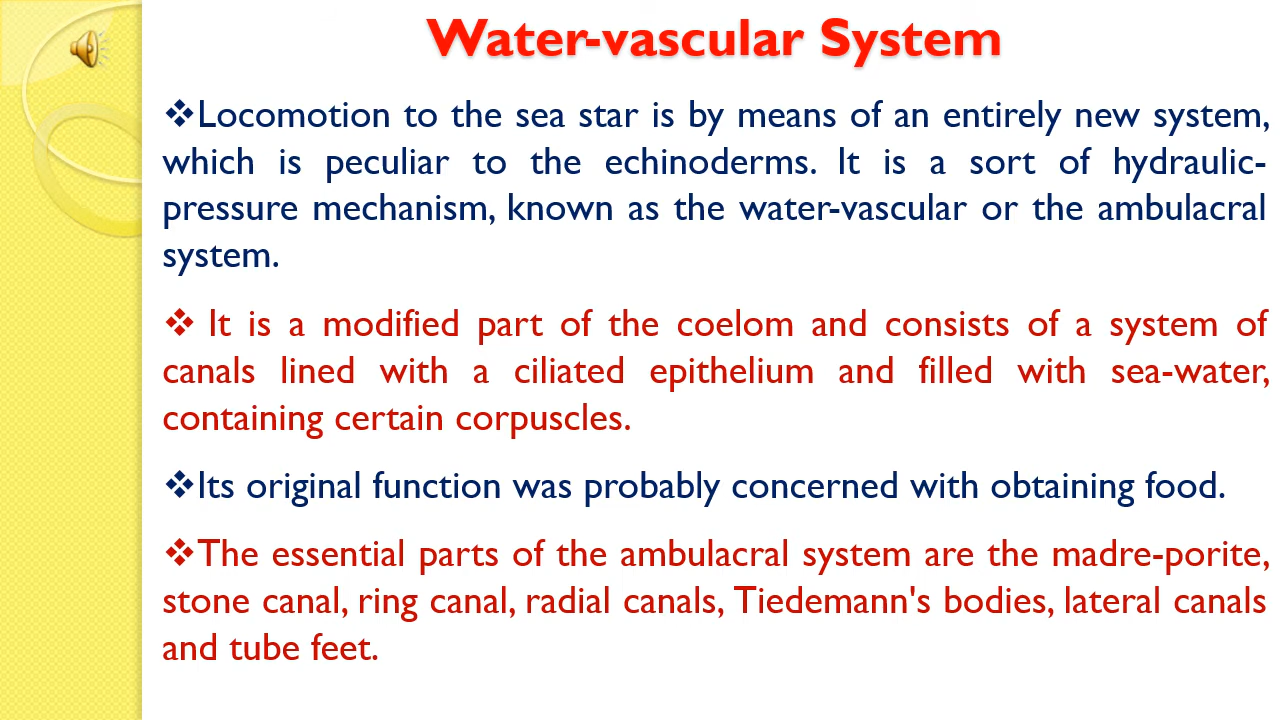 Water-vascular System
❖Locomotion to the sea star is by means of an entirely new system,
which is peculiar to the echinoderms. It is a sort of hydraulic-
pressure mechanism, known as the water-vascular or the ambulacral
system.
❖ It is a modified part of the coelom and consists of a system of
canals lined with a ciliated epithelium and filled with sea-water,
containing certain corpuscles.
❖Its original function was probably concerned with obtaining food.
❖The essential parts of the ambulacral system are the madre-porite,
stone canal, ring canal, radial canals, Tiedemann's bodies, lateral canals
and tube feet.